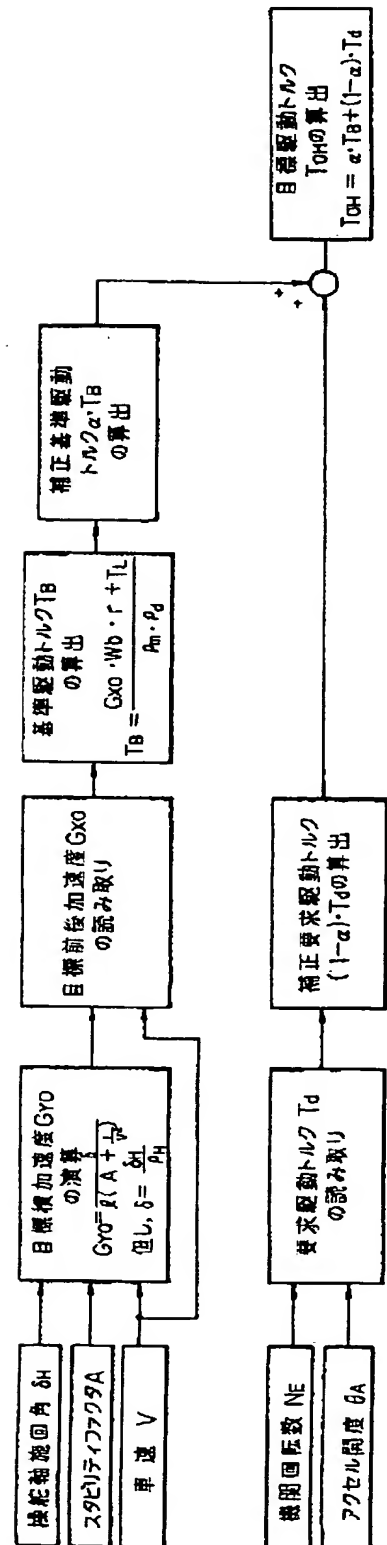 操舵軸旋回角 δH
スタビリティファクタA
車速 V
目標横加速度GYO
の演算
GYO= δ / ℓ(A + 1/V²)
但し, δ= δH / ρH
目標前後加速度GXO
の読み取り
基準駆動トルクTB
の算出
TB = GXO・Wb・r + TL / ρm・ρd
補正基準駆動
トルクα・TB
の算出
機関回転数 NE
アクセル開度 θA
要求駆動トルク Td
の読み取り
補正要求駆動トルク
(1-α)・Tdの算出
+
+
目標駆動トルク
TOHの算出
TOH = α・TB+(1-α)・Td